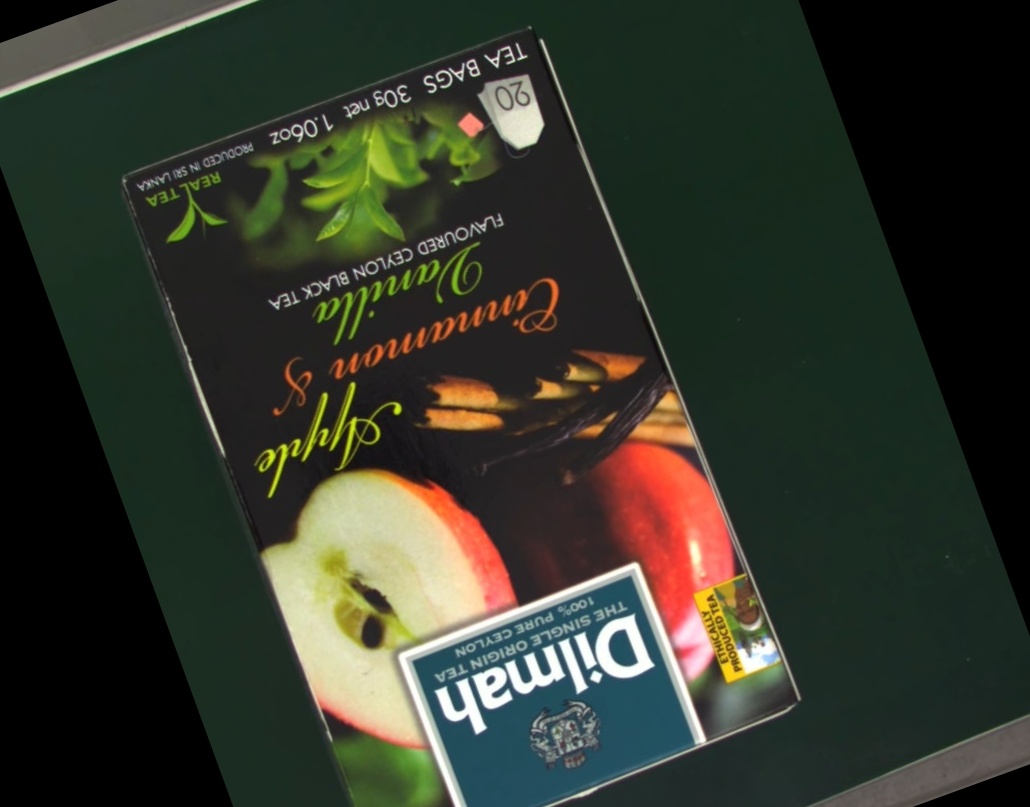 Dilmah
THE SINGLE ORIGIN TEA
100% PURE CEYLON
ETHICALLY
PRODUCED TEA
Apple
Cinnamon &
Vanilla
FLAVOURED CEYLON BLACK TEA
REAL TEA
PRODUCED IN SRI LANKA
20
TEA BAGS 30g net 1.06oz